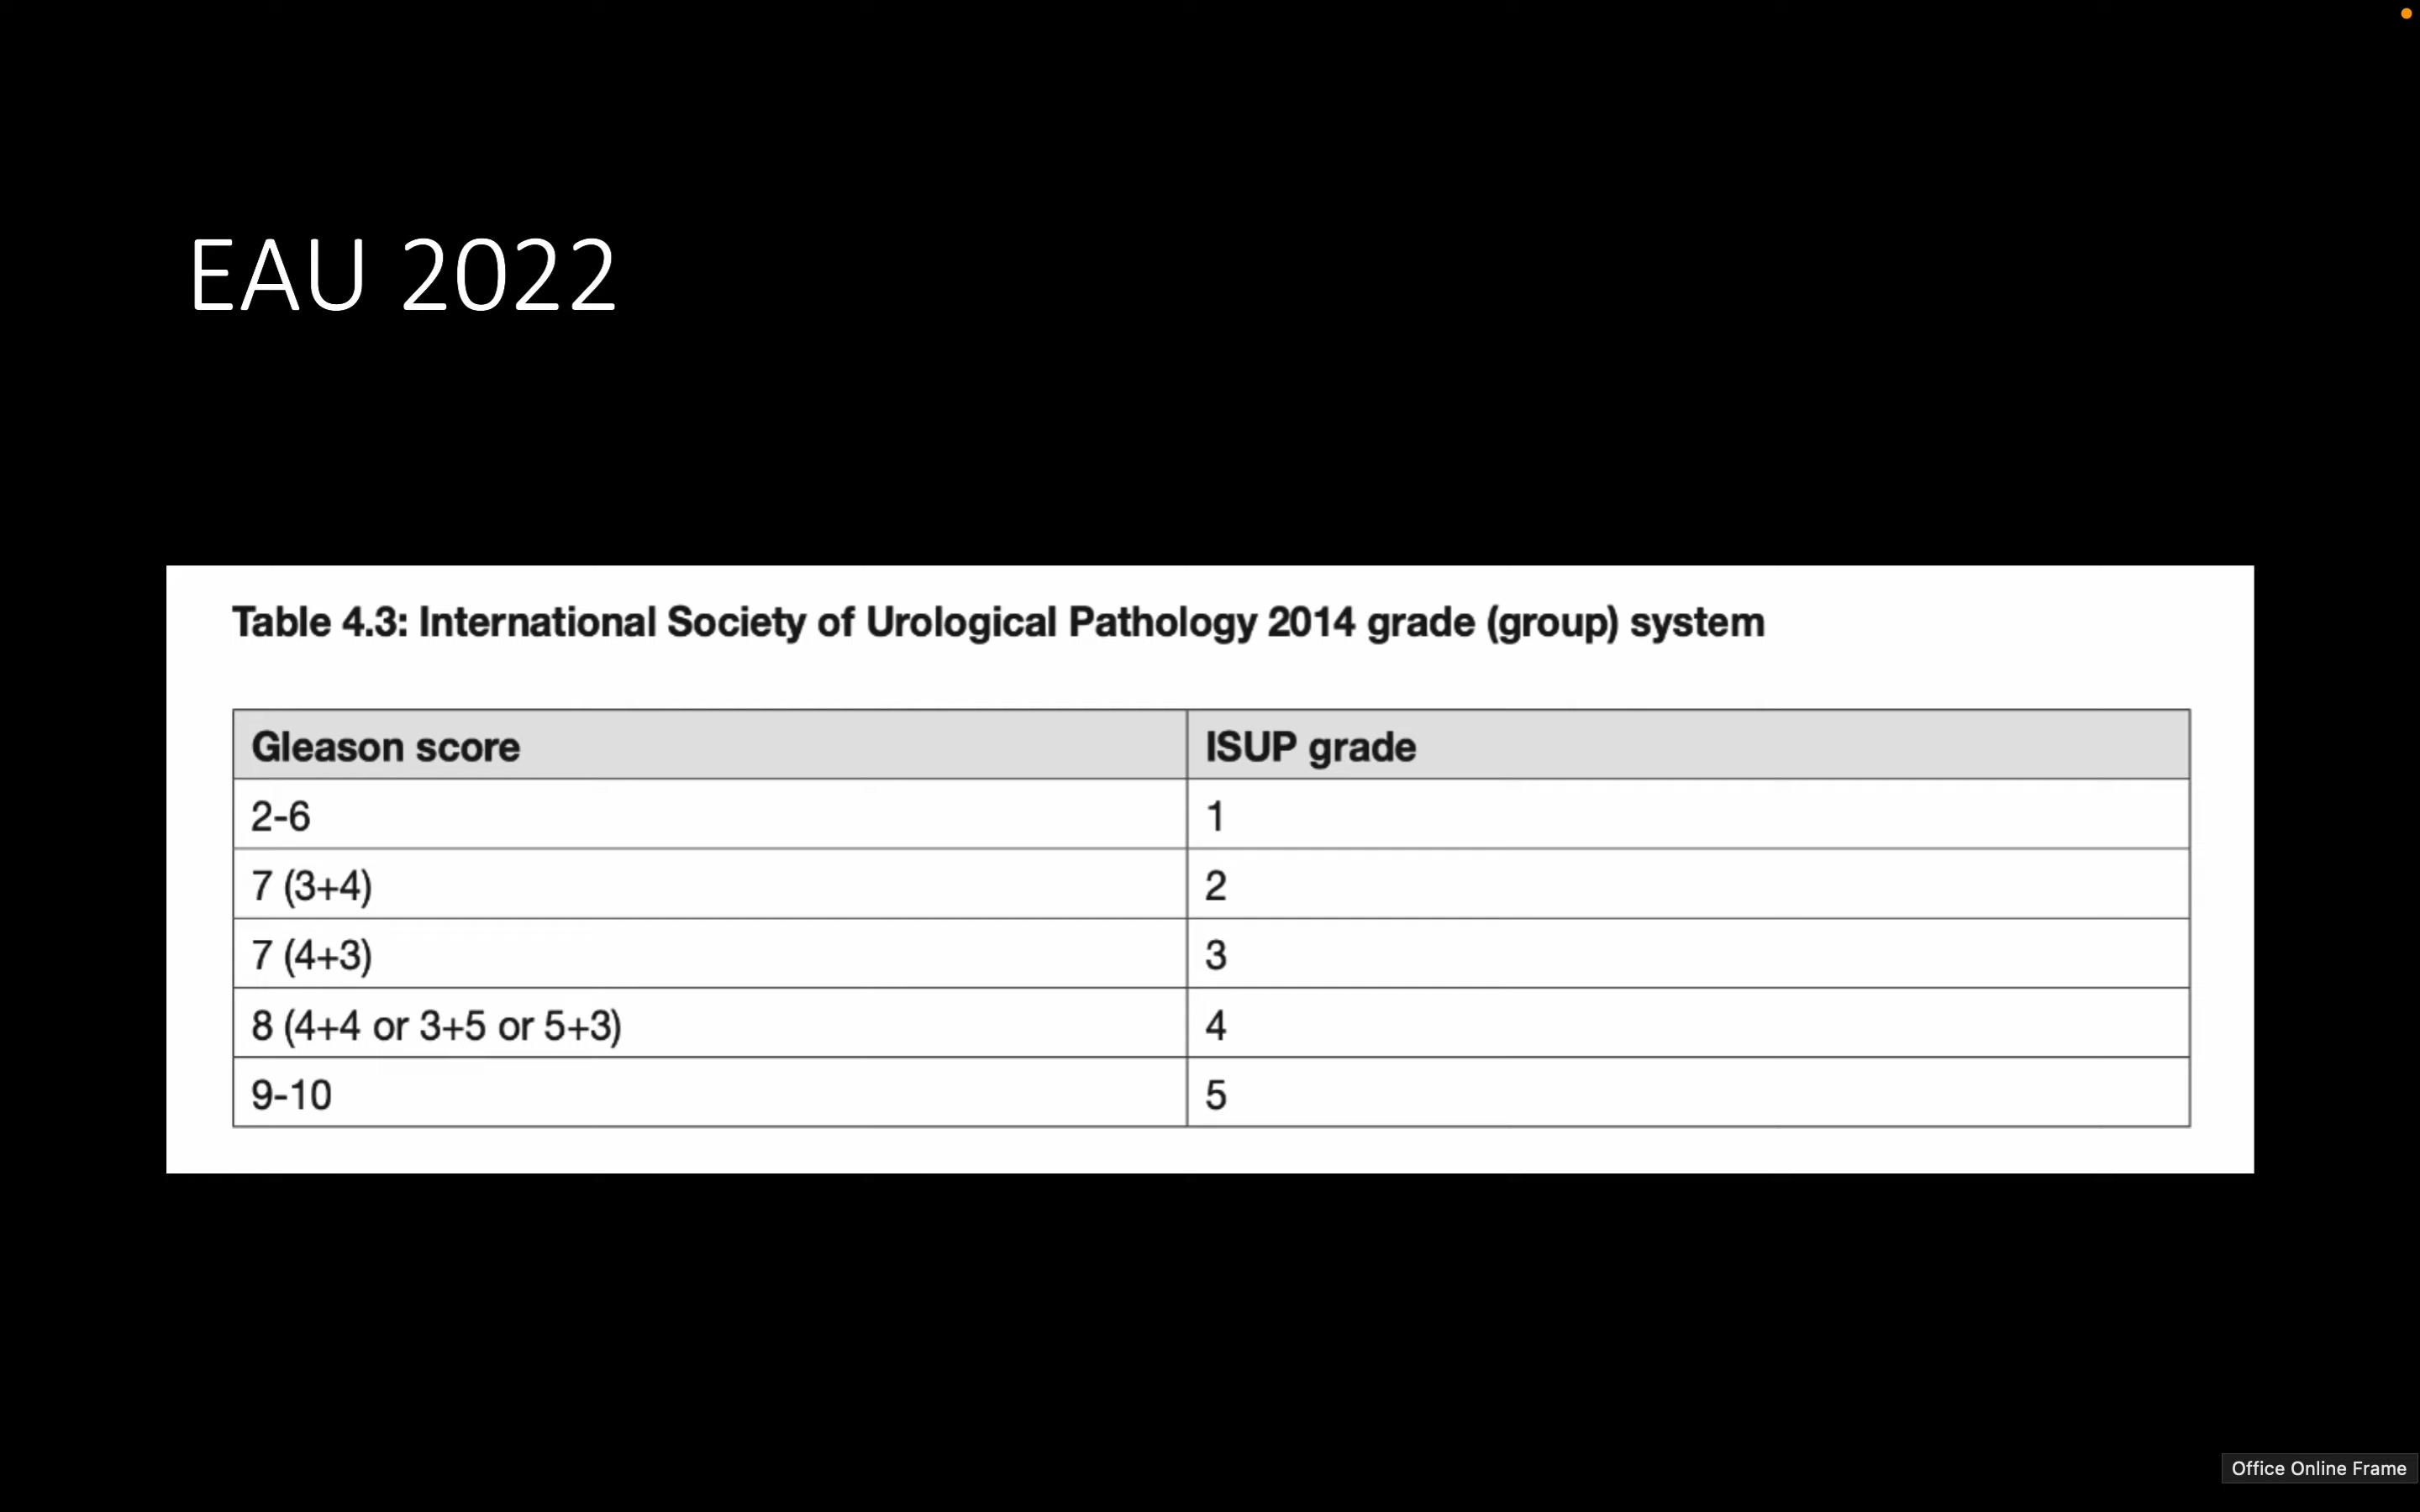 EAU 2022
Table 4.3: International Society of Urological Pathology 2014 grade (group) system
Gleason score ISUP grade
2-6 1
7 (3+4) 2
7 (4+3) 3
8 (4+4 or 3+5 or 5+3) 4
9-10 5
Office Online Frame